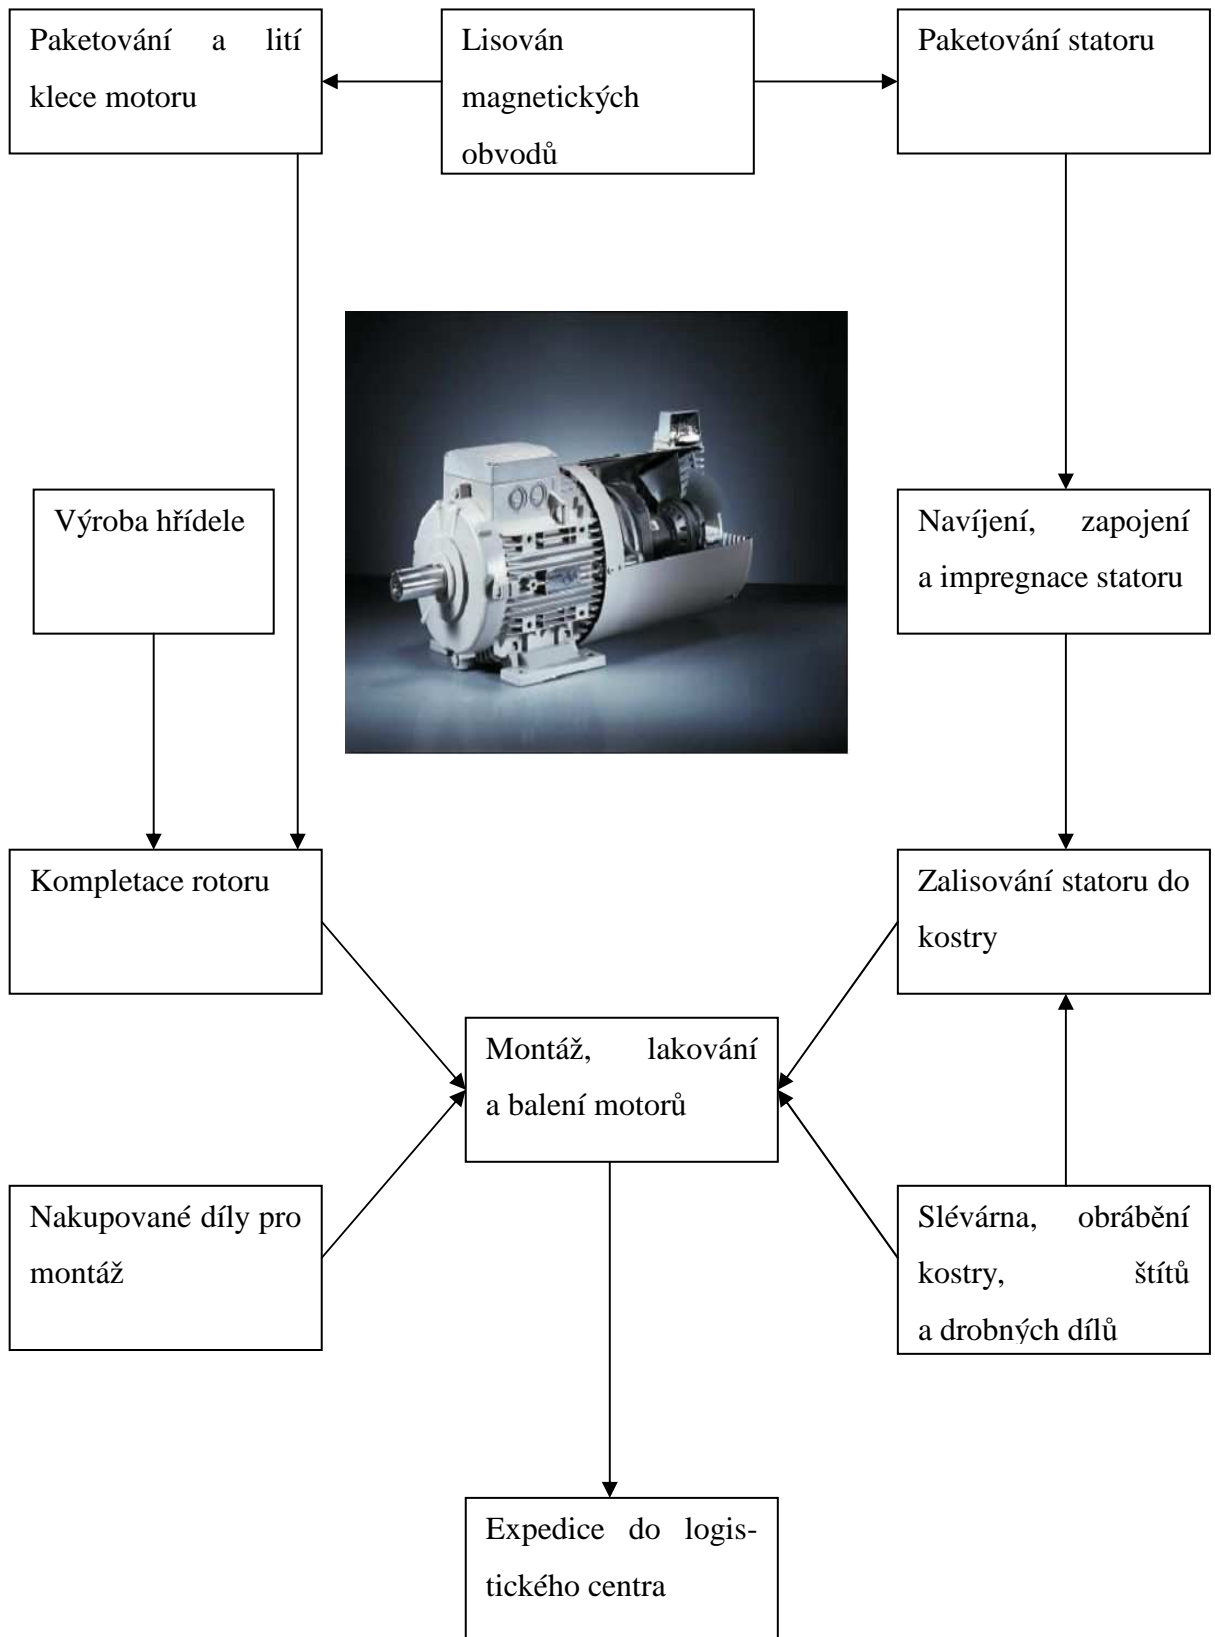 Paketování a lití
klece motoru
Lisován
magnetických
obvodů
Paketování statoru
Výroba hřídele
Navíjení, zapojení
a impregnace statoru
Kompletace rotoru
Zalisování statoru do
kostry
Montáž, lakování
a balení motorů
Nakupované díly pro
montáž
Slévárna, obrábění
kostry, štítů
a drobných dílů
Expedice do logis-
tického centra